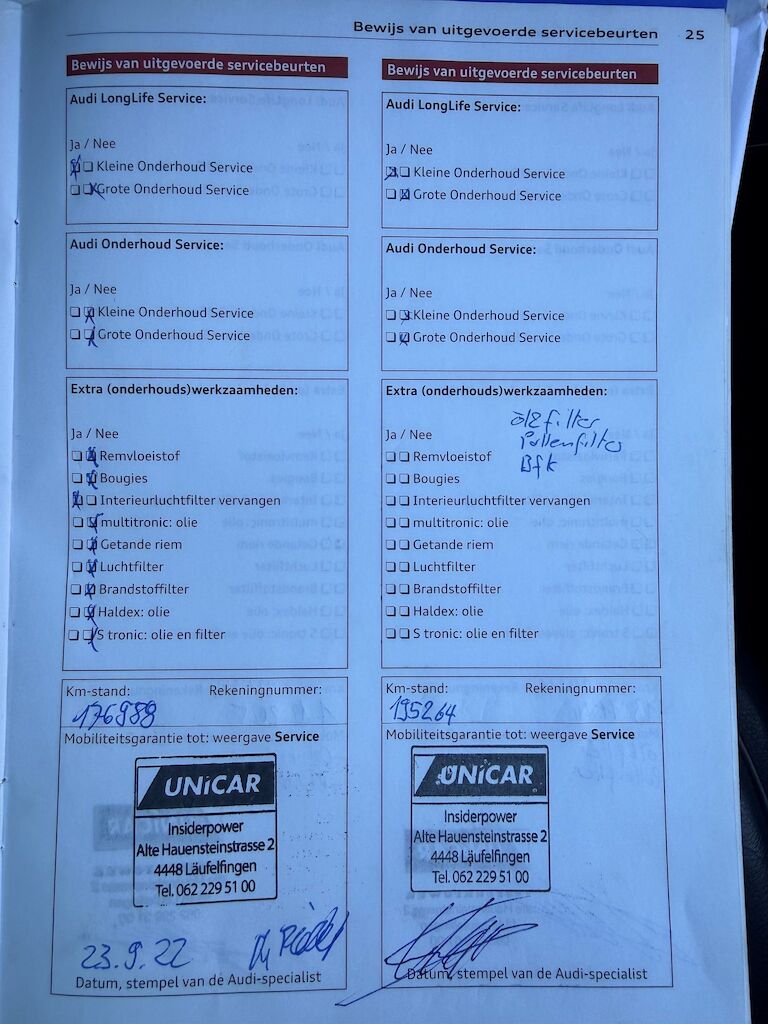 Bewijs van uitgevoerde servicebeurten 25
Bewijs van uitgevoerde servicebeurten
Audi LongLife Service:
Ja / Nee
Kleine Onderhoud Service
Grote Onderhoud Service
Audi Onderhoud Service:
Ja / Nee
Kleine Onderhoud Service
Grote Onderhoud Service
Extra (onderhouds)werkzaamheden:
Ja / Nee
Remvloeistof
Bougies
Interieurluchtfilter vervangen
multitronic: olie
Getande riem
Luchtfilter
Brandstoffilter
Haldex: olie
S tronic: olie en filter
Km-stand: Rekeningnummer:
176988
Mobiliteitsgarantie tot: weergave Service
UNiCAR
Insiderpower
Alte Hauensteinstrasse 2
4448 Läufelfingen
Tel. 062 229 51 00
23.9.22
Datum, stempel van de Audi-specialist
Bewijs van uitgevoerde servicebeurten
Audi LongLife Service:
Ja / Nee
Kleine Onderhoud Service
Grote Onderhoud Service
Audi Onderhoud Service:
Ja / Nee
Kleine Onderhoud Service
Grote Onderhoud Service
Extra (onderhouds)werkzaamheden:
ölfilter
Ja / Nee
Pollenfilter
Remvloeistof
Bfk
Bougies
Interieurluchtfilter vervangen
multitronic: olie
Getande riem
Luchtfilter
Brandstoffilter
Haldex: olie
S tronic: olie en filter
Km-stand: Rekeningnummer:
195264
Mobiliteitsgarantie tot: weergave Service
UNiCAR
Insiderpower
Alte Hauensteinstrasse 2
4448 Läufelfingen
Tel. 062 229 51 00
Datum, stempel van de Audi-specialist